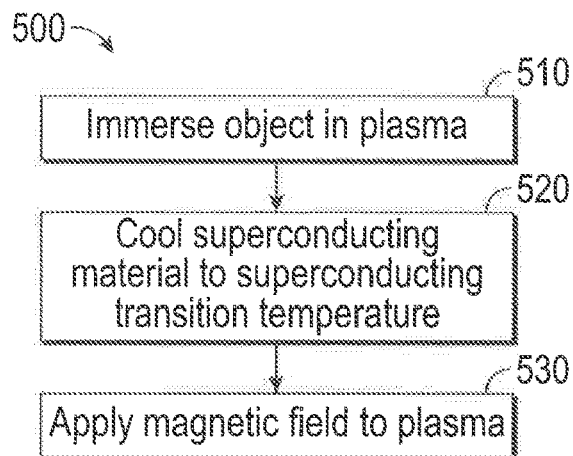 500
510
Immerse object in plasma
520
Cool superconducting
material to superconducting
transition temperature
530
Apply magnetic field to plasma